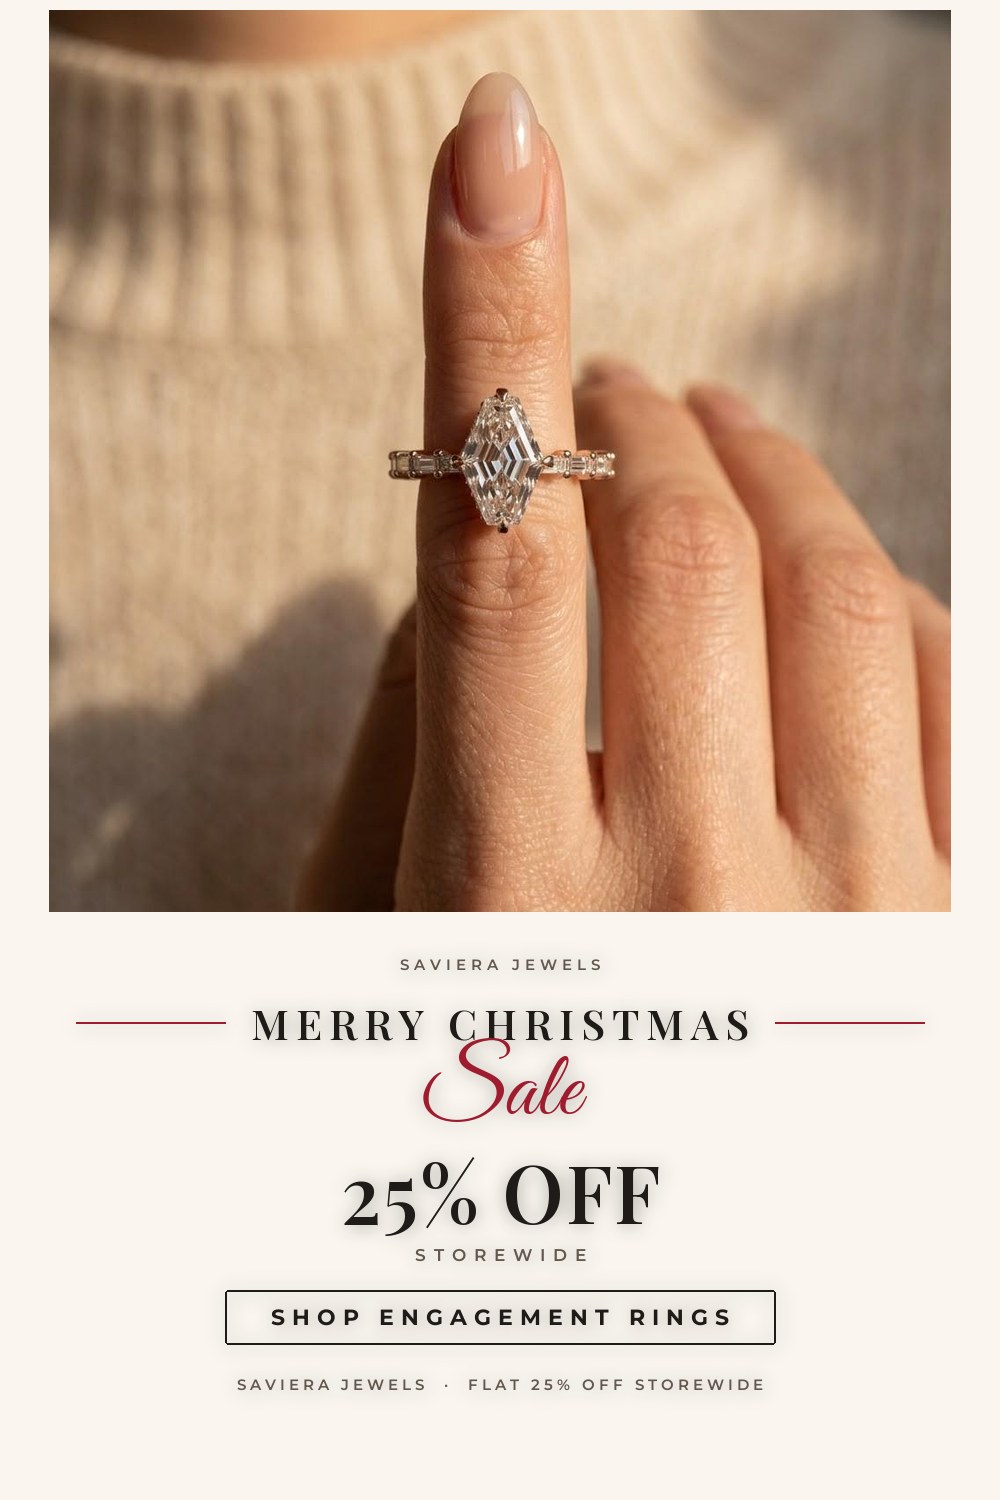 SAVIERA JEWELS
MERRY CHRISTMAS
Sale
25% OFF
STOREWIDE
SHOP ENGAGEMENT RINGS
SAVIERA JEWELS · FLAT 25% OFF STOREWIDE